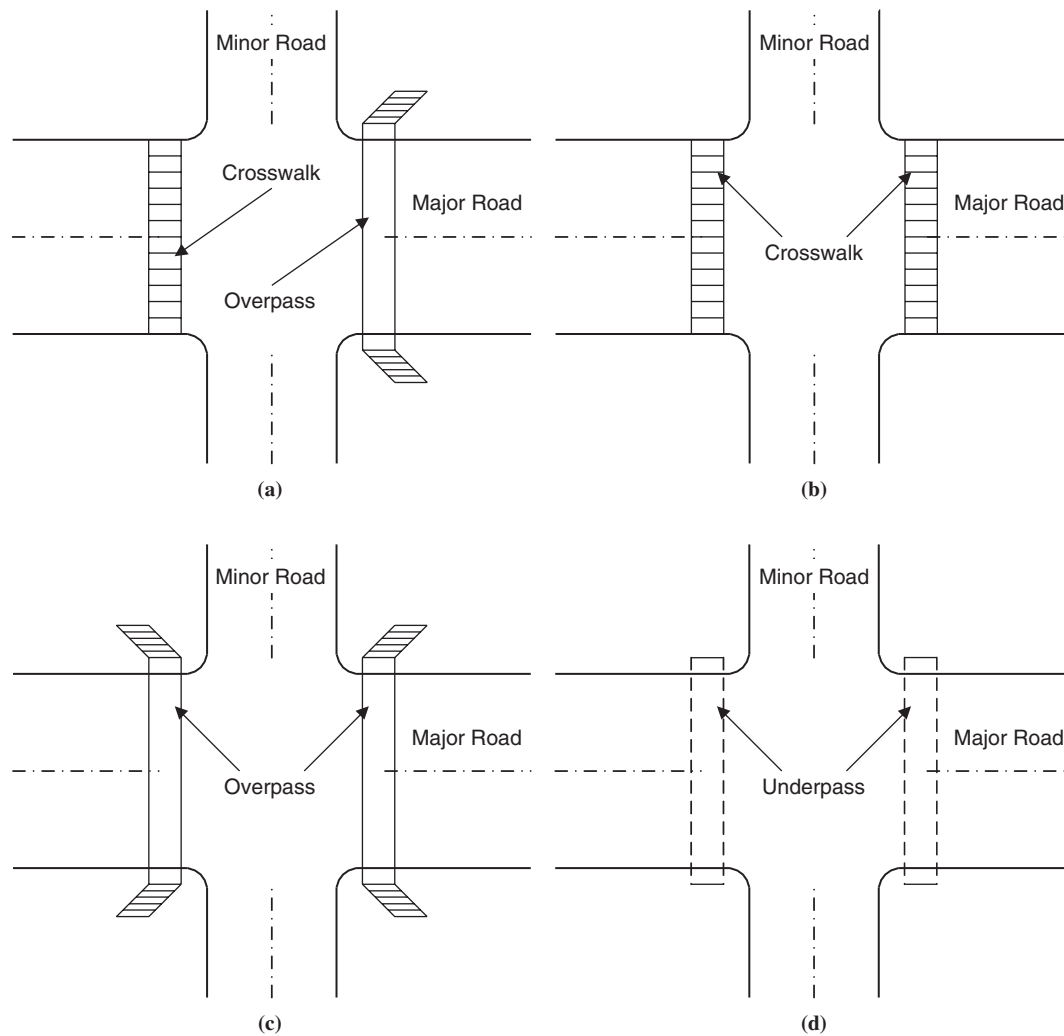 Minor Road
Crosswalk
Major Road
Overpass
(a)
Minor Road
Major Road
Crosswalk
(b)
Minor Road
Major Road
Overpass
(c)
Minor Road
Major Road
Underpass
(d)